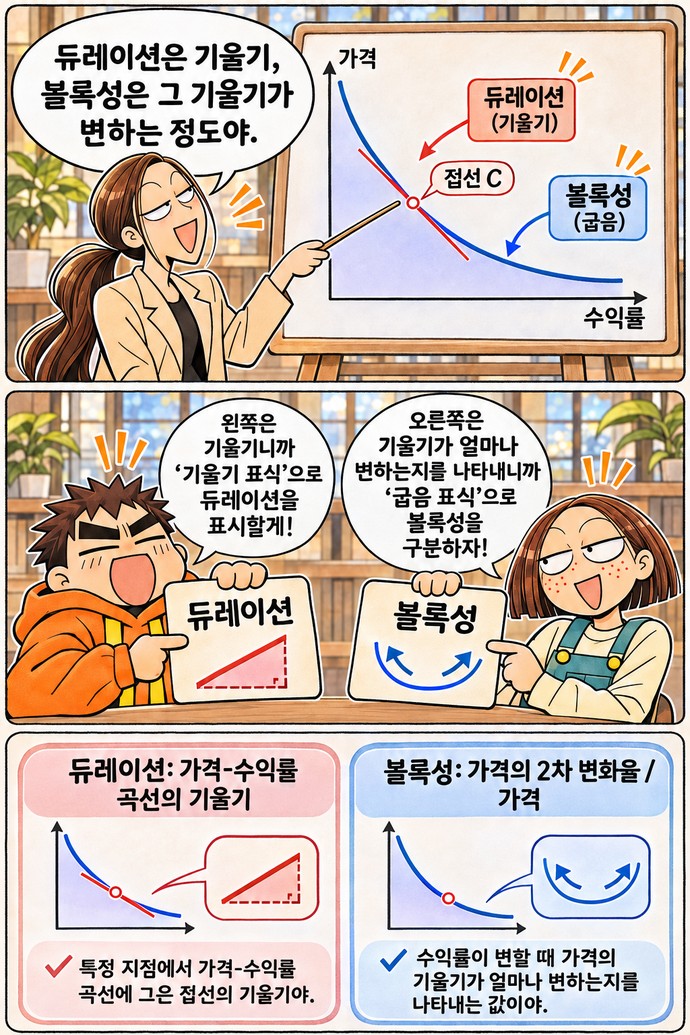 듀레이션은 기울기,
볼록성은 그 기울기가
변하는 정도야.
가격
듀레이션
(기울기)
접선 C
볼록성
(굽음)
수익률
왼쪽은
기울기니까
‘기울기 표식’으로
듀레이션을
표시할게!
오른쪽은
기울기가 얼마나
변하는지를 나타내니까
‘굽음 표식’으로
볼록성을
구분하자!
듀레이션
볼록성
듀레이션: 가격-수익률
곡선의 기울기
특정 지점에서 가격-수익률
곡선에 그은 접선의 기울기야.
볼록성: 가격의 2차 변화율 /
가격
수익률이 변할 때 가격의
기울기가 얼마나 변하는지를
나타내는 값이야.